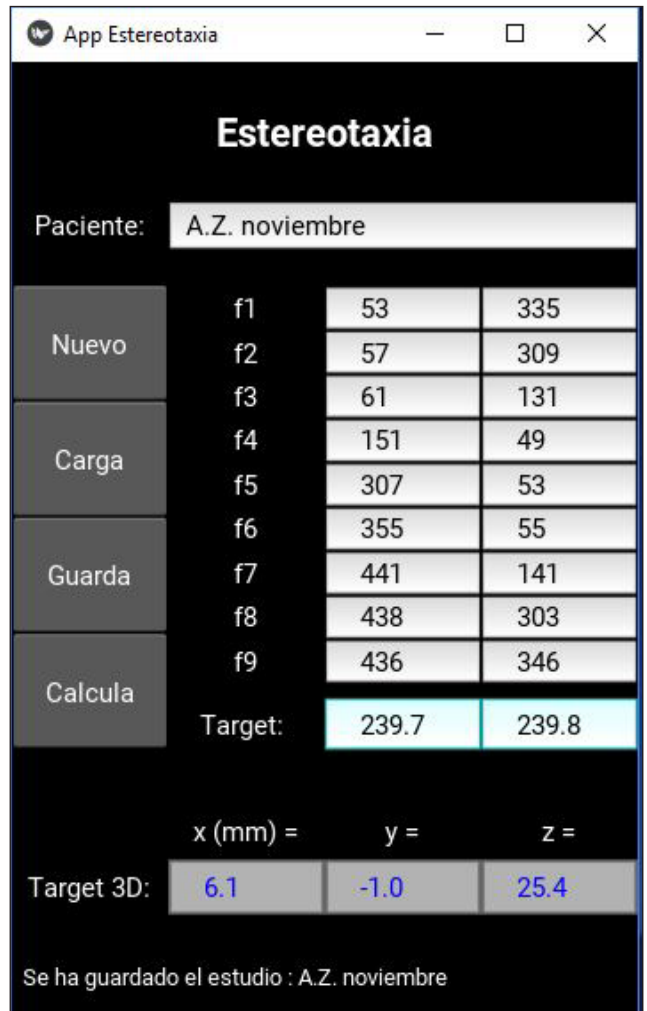 App Estereotaxia
Estereotaxia
Paciente: A.Z. noviembre
Nuevo
Carga
Guarda
Calcula
f1 53 335
f2 57 309
f3 61 131
f4 151 49
f5 307 53
f6 355 55
f7 441 141
f8 438 303
f9 436 346
Target: 239.7 239.8
x (mm) = y = z =
Target 3D: 6.1 -1.0 25.4
Se ha guardado el estudio : A.Z. noviembre